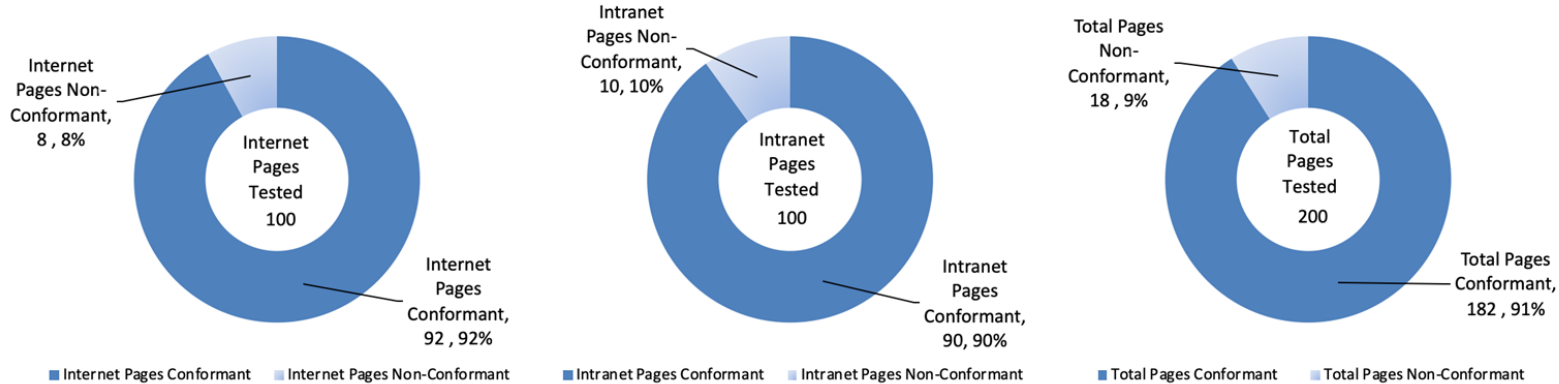 Internet
Pages Non-
Conformant,
8 , 8%
Internet
Pages
Tested
100
Internet
Pages
Conformant,
92 , 92%
Internet Pages Conformant
Internet Pages Non-Conformant
Intranet
Pages Non-
Conformant,
10, 10%
Intranet
Pages
Tested
100
Intranet
Pages
Conformant,
90, 90%
Intranet Pages Conformant
Intranet Pages Non-Conformant
Total Pages
Non-
Conformant,
18 , 9%
Total
Pages
Tested
200
Total Pages
Conformant,
182 , 91%
Total Pages Conformant
Total Pages Non-Conformant